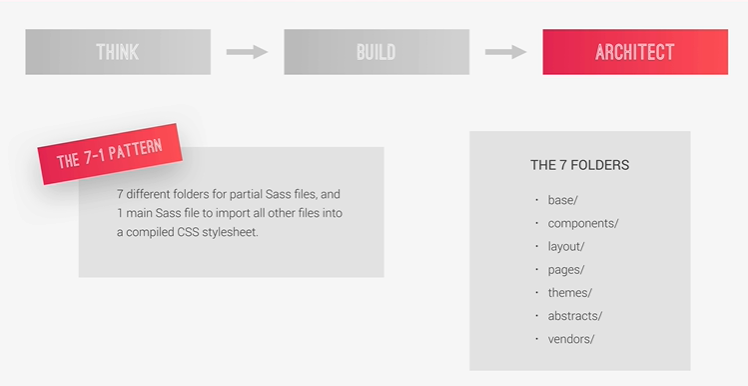 THINK
BUILD
ARCHITECT
THE 7-1 PATTERN
7 different folders for partial Sass files, and
1 main Sass file to import all other files into
a compiled CSS stylesheet.
THE 7 FOLDERS
• base/
• components/
• layout/
• pages/
• themes/
• abstracts/
• vendors/